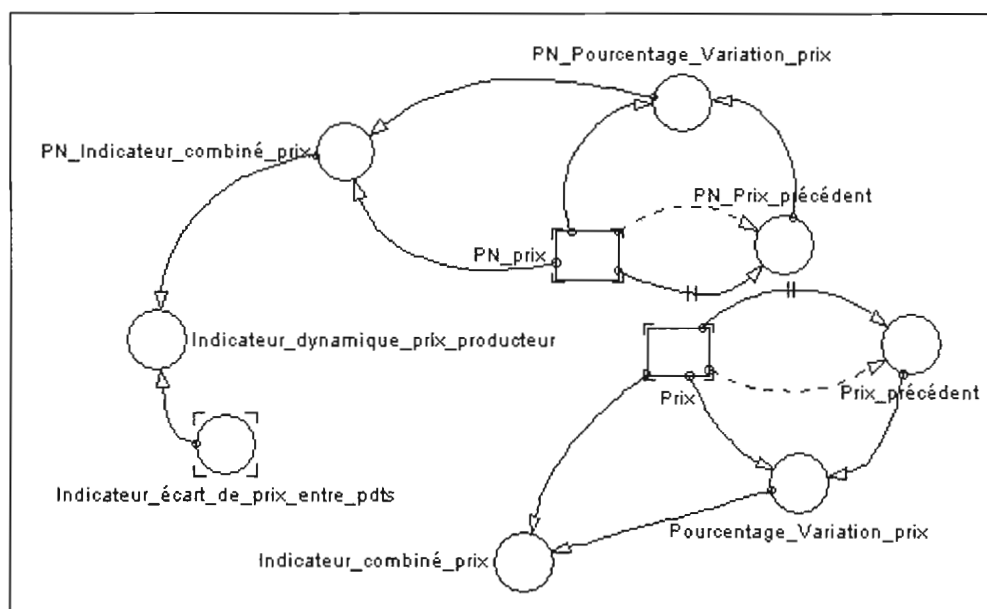 PN_Pourcentage_Variation_prix
PN_Indicateur_combiné_prix
PN_Prix_précédent
PN_prix
Indicateur_dynamique_prix_producteur
Prix
Prix_précédent
Indicateur_écart_de_prix_entre_pdts
Pourcentage_Variation_prix
Indicateur_combiné_prix